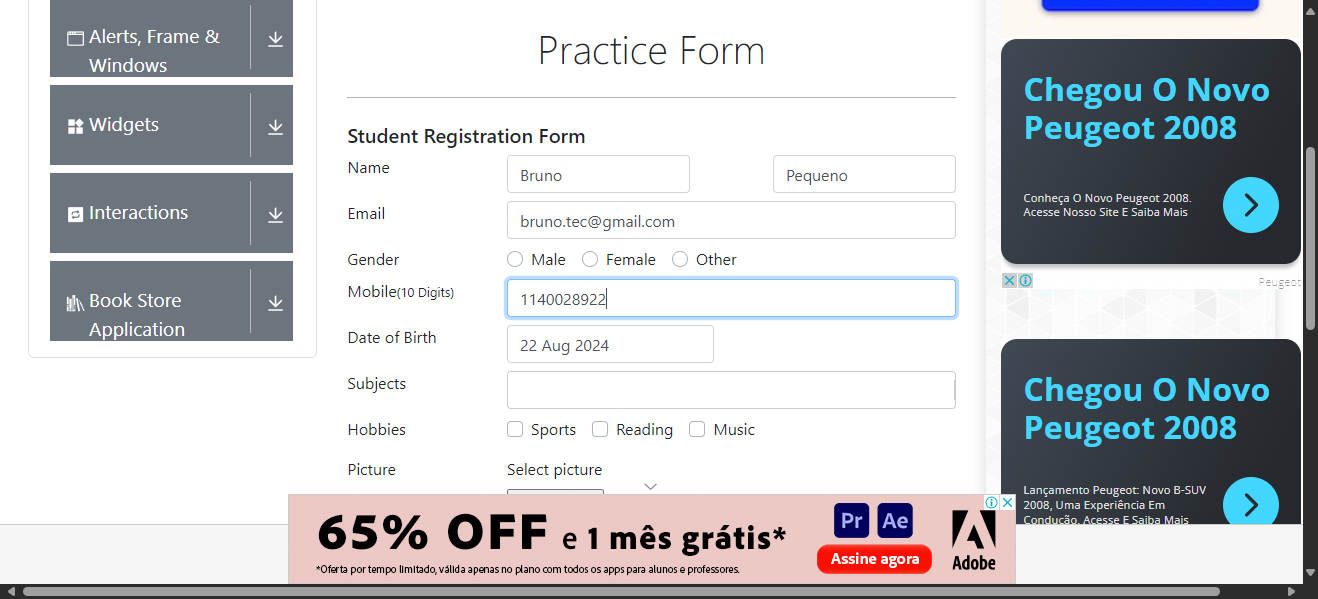 Alerts, Frame &
Windows
Widgets
Interactions
Book Store
Application
Practice Form
Student Registration Form
Name
Bruno
Pequeno
Email
bruno.tec@gmail.com
Gender
Male
Female
Other
Mobile(10 Digits)
1140028922
Date of Birth
22 Aug 2024
Subjects
Hobbies
Sports
Reading
Music
Picture
Select picture
Chegou O Novo
Peugeot 2008
Conheça O Novo Peugeot 2008.
Acesse Nosso Site E Saiba Mais
Peugeot
Chegou O Novo
Peugeot 2008
Lançamento Peugeot: Novo B-SUV
2008, Uma Experiência Em
Condução. Acesse E Saiba Mais
65% OFF e 1 mês grátis*
*Oferta por tempo limitado, válida apenas no plano com todos os apps para alunos e professores.
Pr
Ae
Assine agora
Adobe